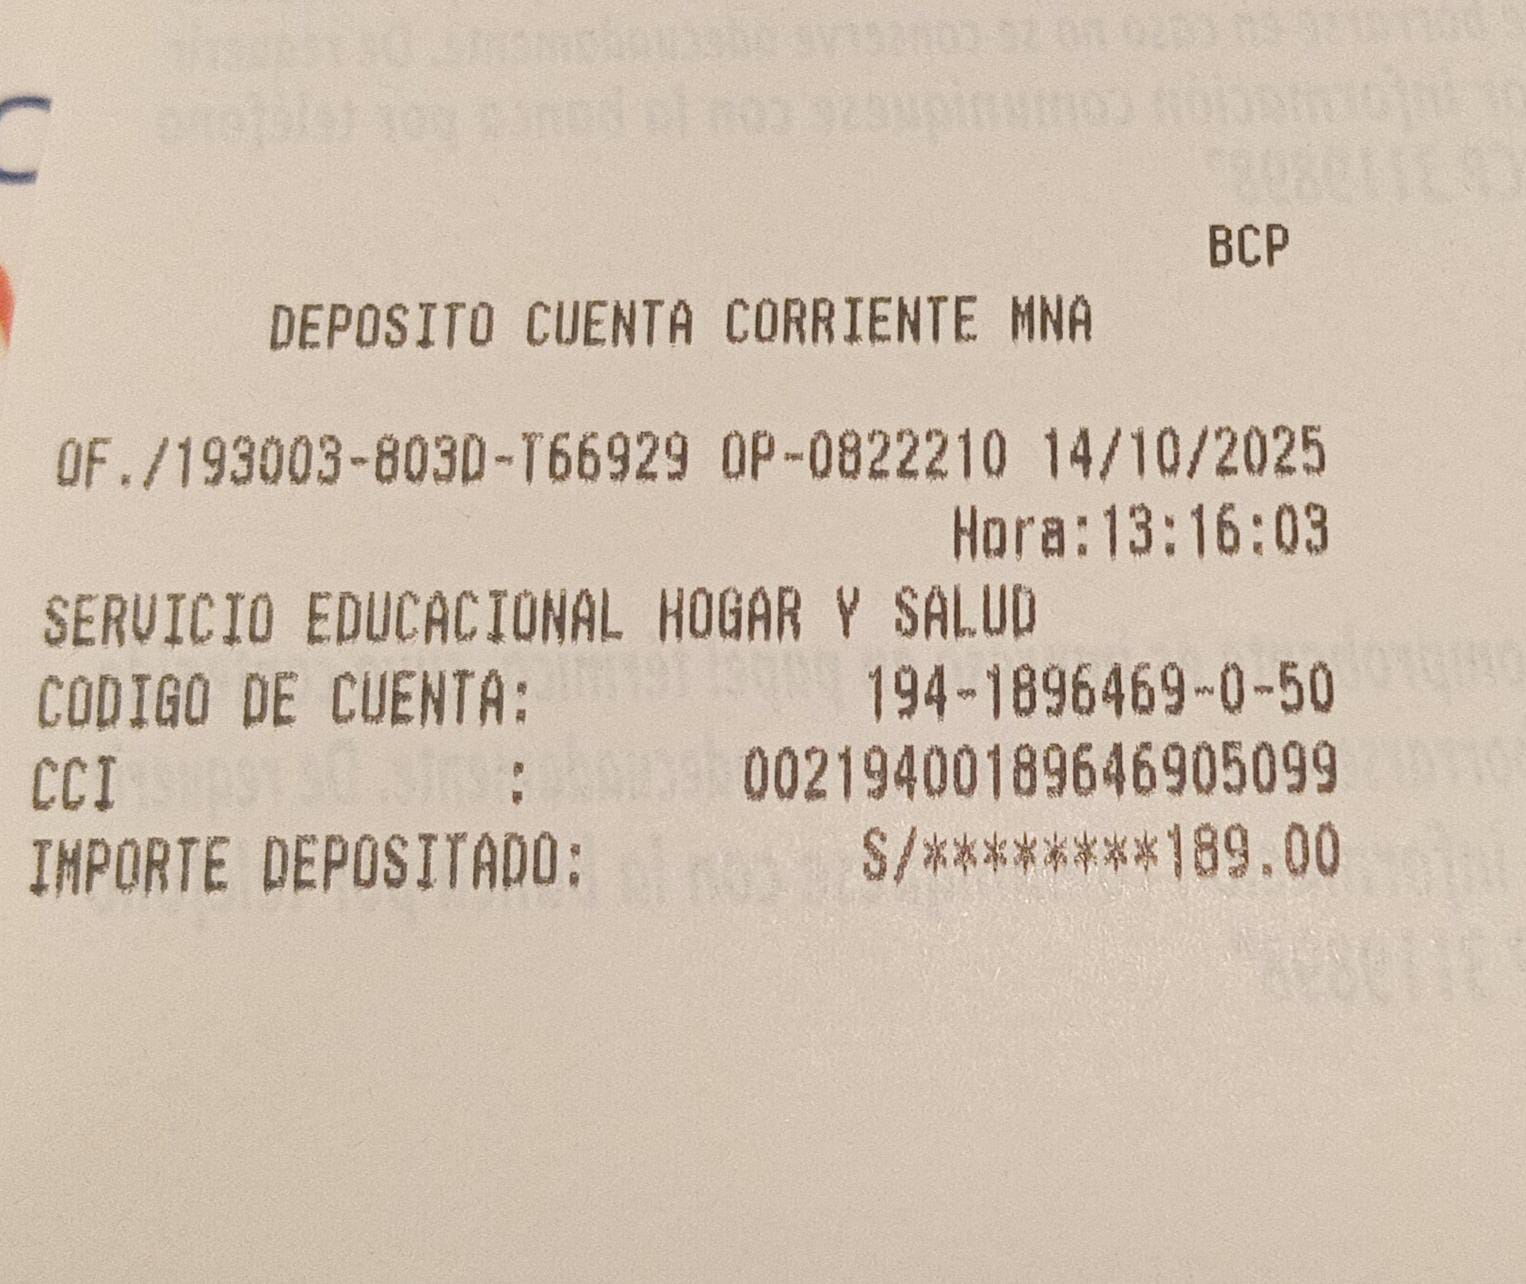 BCP
DEPOSITO CUENTA CORRIENTE MNA
OF./193003-803D-T66929 OP-0822210 14/10/2025
Hora:13:16:03
SERVICIO EDUCACIONAL HOGAR Y SALUD
CODIGO DE CUENTA: 194-1896469-0-50
CCI : 00219400189646905099
IMPORTE DEPOSITADO: S/********189.00